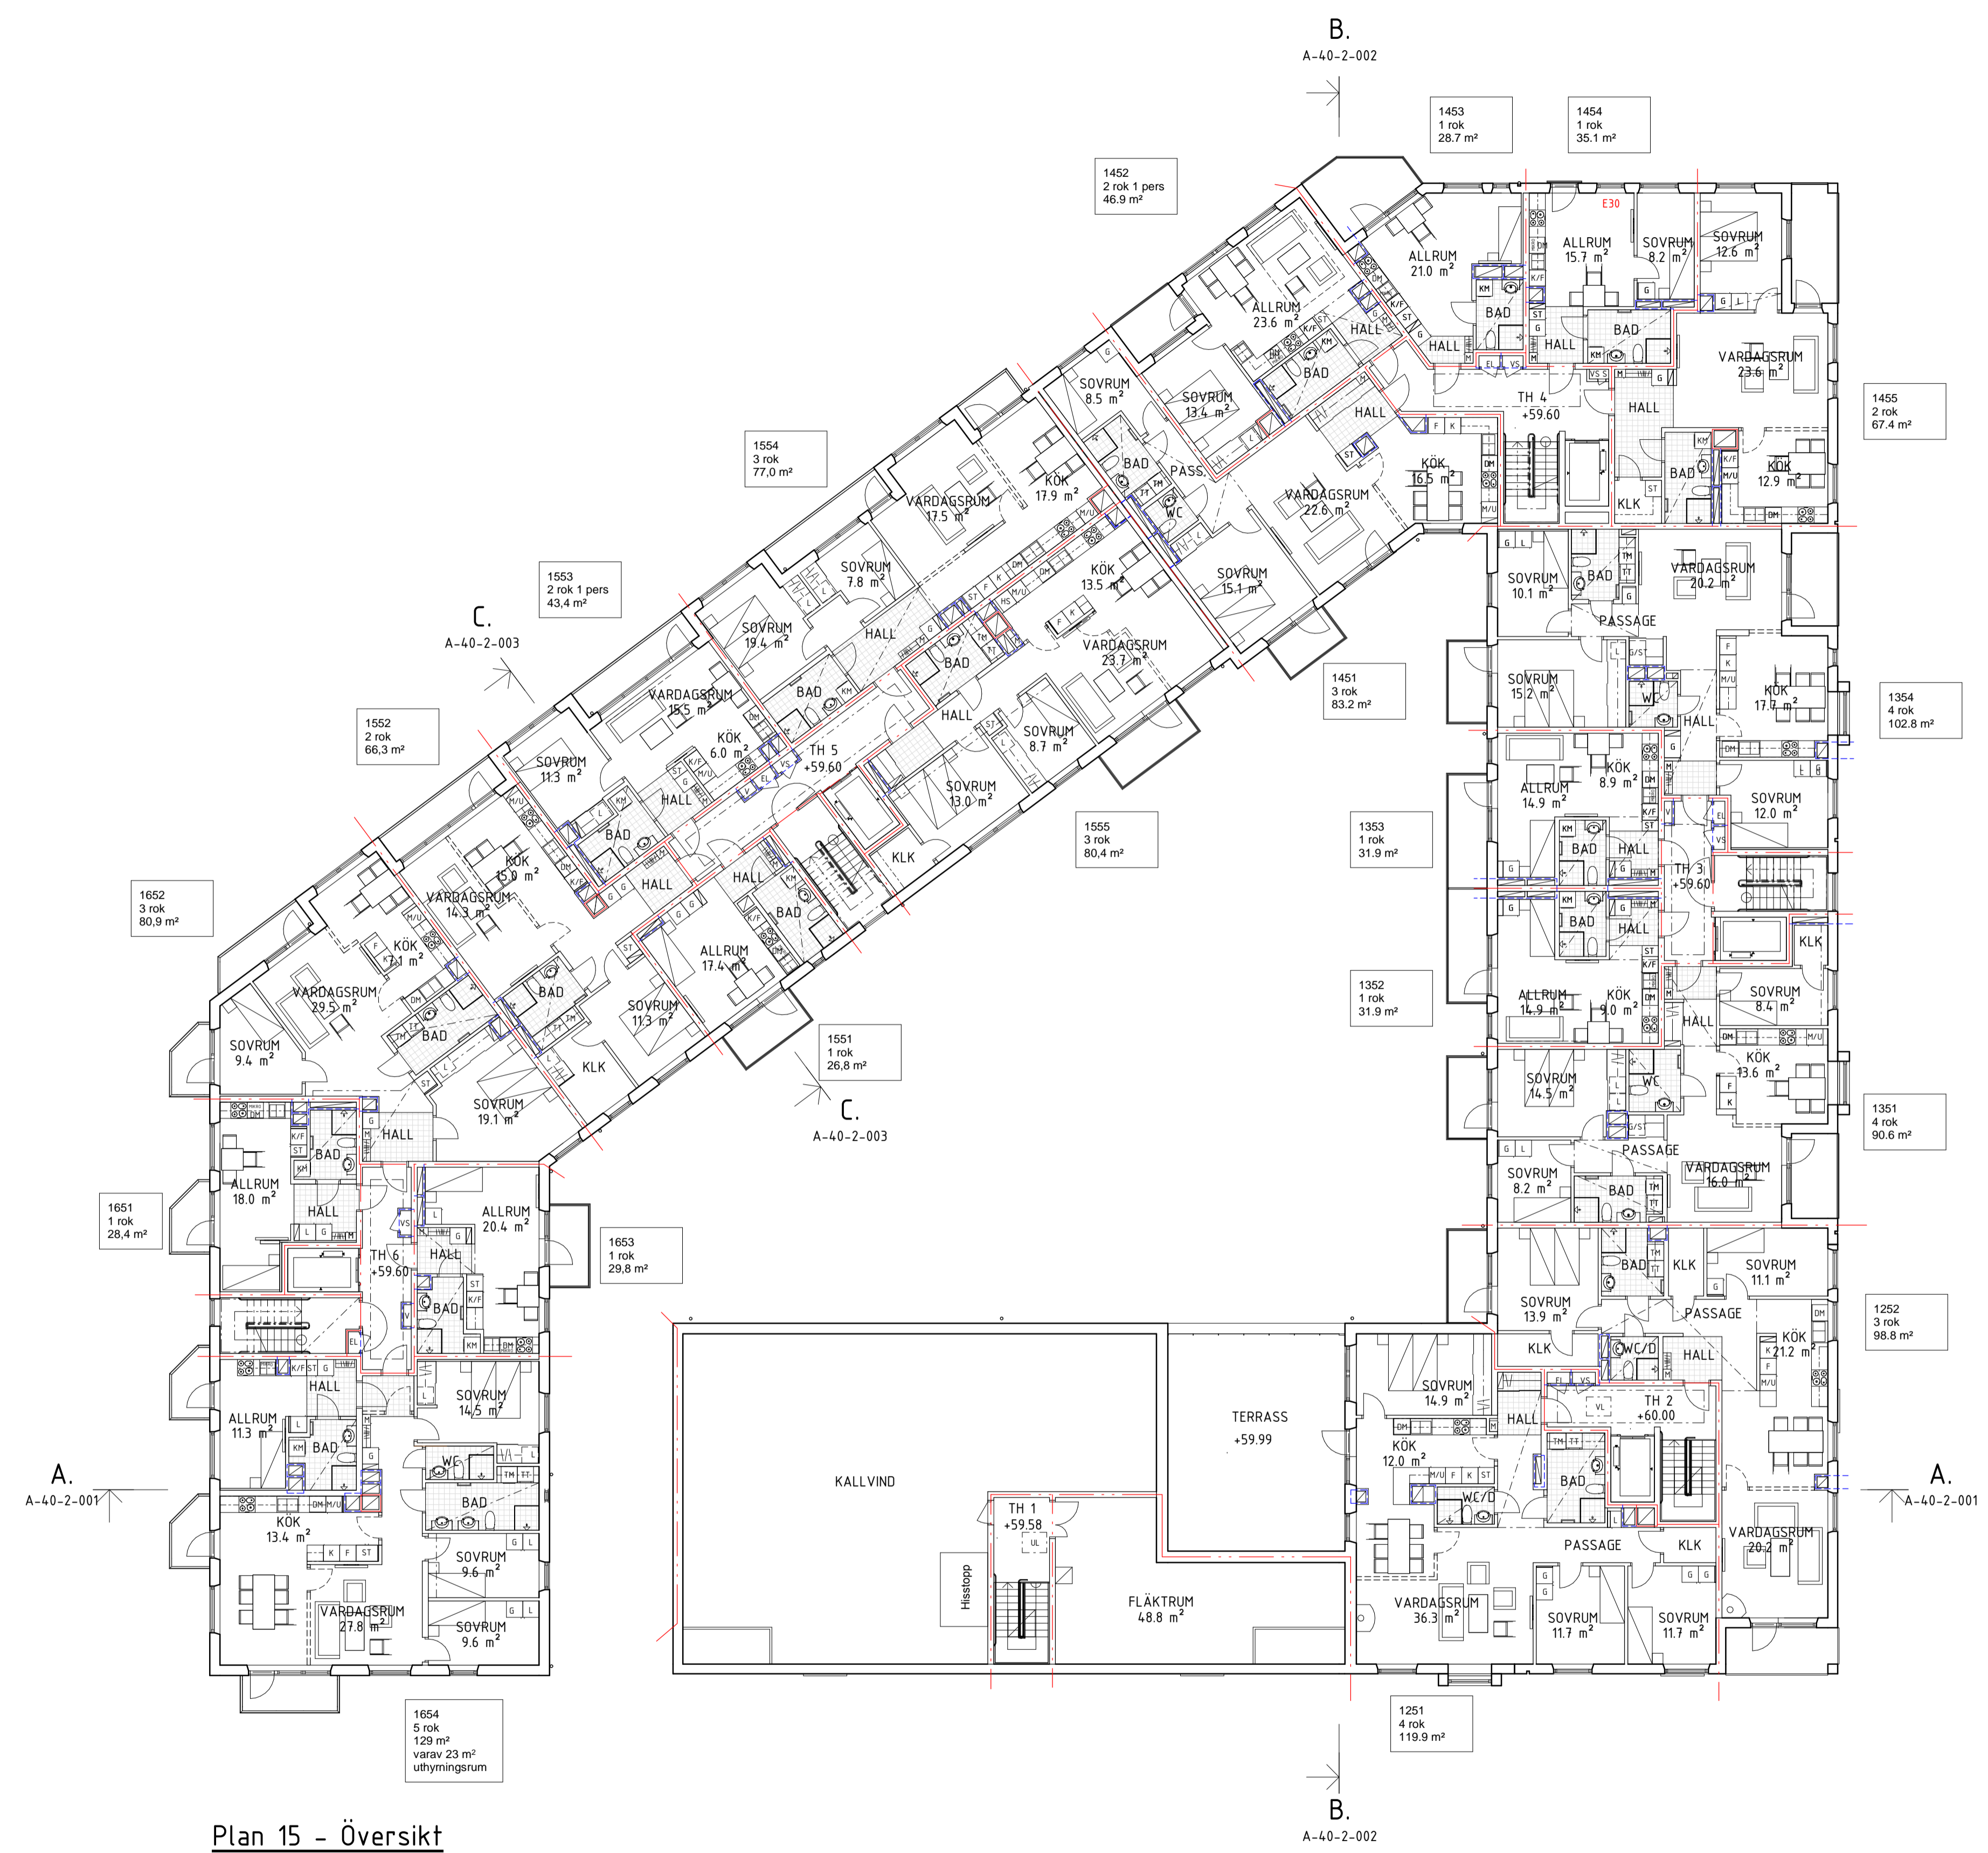 B.
A-40-2-002
1453
1 rok
28.7 m²
1454
1 rok
35.1 m²
1452
2 rok 1 pers
46.9 m²
E30
ALLRUM
21.0 m²
ALLRUM
15.7 m²
SOVRUM
8.2 m²
SOVRUM
12.6 m²
ALLRUM
23.6 m²
HALL
BAD
HALL
BAD
HALL
BAD
VARDAGSRUM
23.6 m²
1455
2 rok
67.4 m²
SOVRUM
8.5 m²
SOVRUM
13.4 m²
BAD
HALL
TH 4
+59.60
HALL
1554
3 rok
77,0 m²
VARDAGSRUM
17.5 m²
KÖK
17.9 m²
BAD
PASS.
WC
VARDAGSRUM
22.6 m²
KÖK
16.5 m²
BAD
KLK
KÖK
12.9 m²
1553
2 rok 1 pers
43,4 m²
SOVRUM
7.8 m²
KÖK
13.5 m²
SOVRUM
15.1 m²
SOVRUM
10.1 m²
BAD
VARDAGSRUM
20.2 m²
PASSAGE
C.
A-40-2-003
SOVRUM
19.4 m²
HALL
BAD
VARDAGSRUM
23.7 m²
1451
3 rok
83.2 m²
SOVRUM
15.2 m²
WC
HALL
KÖK
17.7 m²
1354
4 rok
102.8 m²
1552
2 rok
66,3 m²
VARDAGSRUM
15.5 m²
BAD
KÖK
6.0 m²
TH 5
+59.60
HALL
SOVRUM
8.7 m²
SOVRUM
11.3 m²
HALL
BAD
SOVRUM
13.0 m²
KLK
1555
3 rok
80,4 m²
ALLRUM
14.9 m²
KÖK
8.9 m²
SOVRUM
12.0 m²
1353
1 rok
31.9 m²
BAD
HALL
TH 3
+59.60
1652
3 rok
80,9 m²
KÖK
15.0 m²
VARDAGSRUM
14.3 m²
HALL
HALL
BAD
BAD
HALL
KLK
KÖK
7.1 m²
ALLRUM
17.4 m²
1352
1 rok
31.9 m²
ALLRUM
14.9 m²
KÖK
9.0 m²
SOVRUM
8.4 m²
HALL
VARDAGSRUM
29.5 m²
BAD
BAD
SOVRUM
11.3 m²
SOVRUM
9.4 m²
KLK
1551
1 rok
26,8 m²
SOVRUM
14.5 m²
WC
KÖK
13.6 m²
SOVRUM
19.1 m²
C.
A-40-2-003
1351
4 rok
90.6 m²
HALL
BAD
ALLRUM
18.0 m²
HALL
PASSAGE
SOVRUM
8.2 m²
BAD
VARDAGSRUM
16.0 m²
1651
1 rok
28,4 m²
ALLRUM
20.4 m²
HALL
TH 6
+59.60
1653
1 rok
29,8 m²
BAD
KLK
SOVRUM
11.1 m²
BAD
SOVRUM
13.9 m²
PASSAGE
1252
3 rok
98.8 m²
KLK
WC/D
HALL
KÖK
21.2 m²
HALL
SOVRUM
14.5 m²
ALLRUM
11.3 m²
BAD
WC
SOVRUM
14.9 m²
HALL
TH 2
+60.00
VL
TERRASS
+59.99
KÖK
12.0 m²
A.
A-40-2-001
BAD
KALLVIND
BAD
WC/D
A.
A-40-2-001
KÖK
13.4 m²
TH 1
+59.58
UL
PASSAGE
KLK
VARDAGSRUM
20.2 m²
SOVRUM
9.6 m²
Hisstopp
FLÄKTRUM
48.8 m²
VARDAGSRUM
36.3 m²
SOVRUM
11.7 m²
SOVRUM
11.7 m²
VARDAGSRUM
27.8 m²
SOVRUM
9.6 m²
1654
5 rok
129 m²
varav 23 m²
uthyrningsrum
1251
4 rok
119.9 m²
B.
A-40-2-002
Plan 15 - Översikt